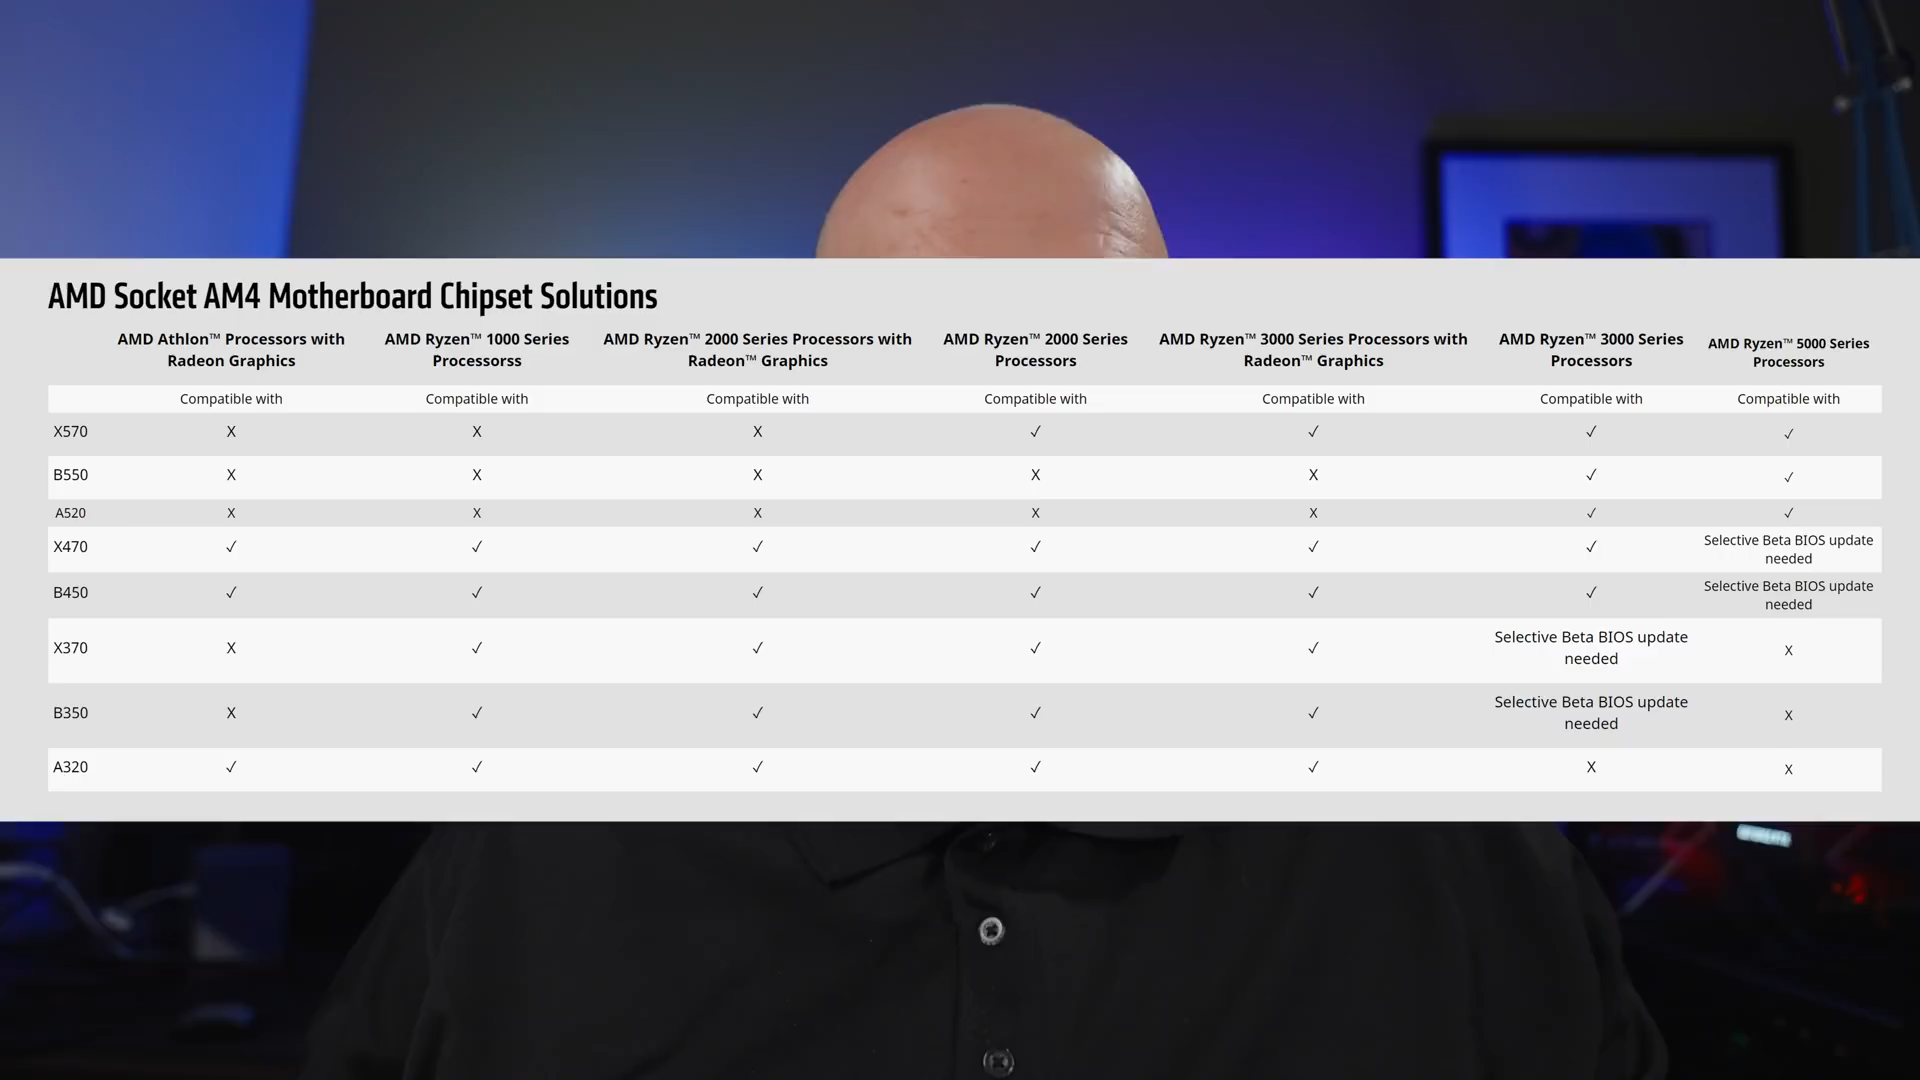 AMD Socket AM4 Motherboard Chipset Solutions
AMD Athlon™ Processors with Radeon Graphics AMD Ryzen™ 1000 Series Processorss AMD Ryzen™ 2000 Series Processors with Radeon™ Graphics AMD Ryzen™ 2000 Series Processors AMD Ryzen™ 3000 Series Processors with Radeon™ Graphics AMD Ryzen™ 3000 Series Processors AMD Ryzen™ 5000 Series Processors
Compatible with Compatible with Compatible with Compatible with Compatible with Compatible with Compatible with
X570 X X X ✓ ✓ ✓ ✓
B550 X X X X X ✓ ✓
A520 X X X X X ✓ ✓
X470 ✓ ✓ ✓ ✓ ✓ ✓ Selective Beta BIOS update needed
B450 ✓ ✓ ✓ ✓ ✓ ✓ Selective Beta BIOS update needed
X370 X ✓ ✓ ✓ ✓ Selective Beta BIOS update needed X
B350 X ✓ ✓ ✓ ✓ Selective Beta BIOS update needed X
A320 ✓ ✓ ✓ ✓ ✓ X X